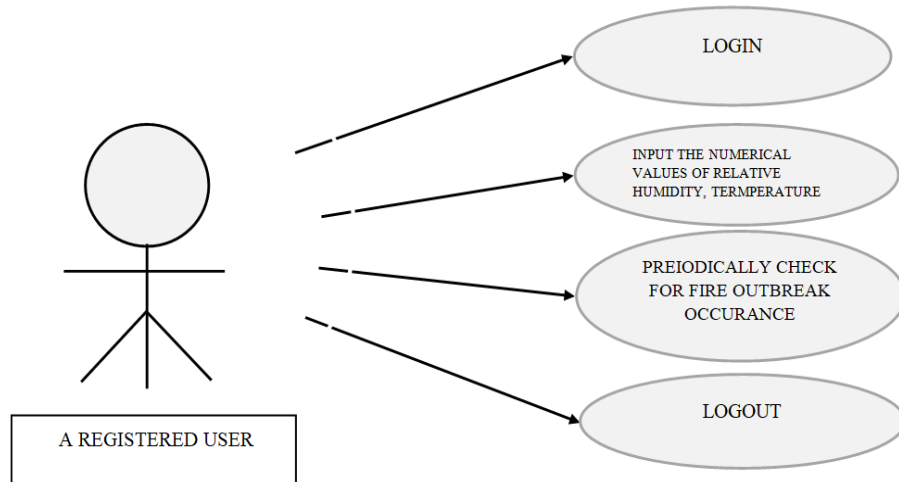 LOGIN
INPUT THE NUMERICAL
VALUES OF RELATIVE
HUMIDITY, TERMPERATURE
PREIODICALLY CHECK
FOR FIRE OUTBREAK
OCCURANCE
LOGOUT
A REGISTERED USER